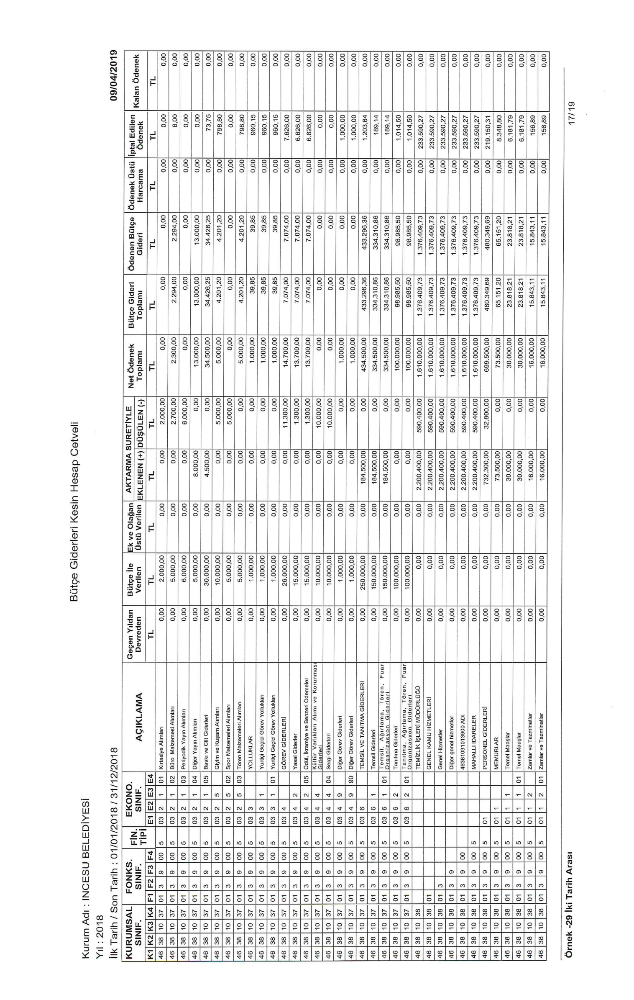 Bütçe Giderleri Kesin Hesap Cetveli
Kurum Adı : INCESU BELEDİYESİ
Yıl : 2018
İlk Tarih / Son Tarih : 01/01/2018 / 31/12/2018 09/04/2019
KURUMSAL SINIF. FONKS. SINIF. FİN. TİPİ EKONO. SINIF. AÇIKLAMA Geçen Yıldan Devreden Bütçe İle Verilen Ek ve Olağan Üstü Verilen AKTARMA SURETİYLE EKLENEN (+) DÜŞÜLEN (-) Net Ödenek Toplamı Bütçe Gideri Toplamı Ödenen Bütçe Gideri Ödenek Üstü Harcama İptal Edilen Ödenek Kalan Ödenek
K1 K2 K3 K4 F1 F2 F3 F4 E1 E2 E3 E4 TL TL TL TL TL TL TL TL TL TL TL
46 38 10 37 01 3 9 00 5 03 2 1 01 Kırtasiye Alımları 0,00 2.000,00 0,00 0,00 2.000,00 0,00 0,00 0,00 0,00 0,00 0,00
46 38 10 37 01 3 9 00 5 03 2 1 02 Büro Malzemesi Alımları 0,00 5.000,00 0,00 0,00 2.700,00 2.300,00 2.294,00 2.294,00 0,00 6,00 0,00
46 38 10 37 01 3 9 00 5 03 2 1 03 Periyodik Yayın Alımları 0,00 6.000,00 0,00 0,00 6.000,00 0,00 0,00 0,00 0,00 0,00 0,00
46 38 10 37 01 3 9 00 5 03 2 1 04 Diğer Yayın Alımları 0,00 5.000,00 0,00 8.000,00 0,00 13.000,00 13.000,00 13.000,00 0,00 0,00 0,00
46 38 10 37 01 3 9 00 5 03 2 1 05 Baskı ve Cilt Giderleri 0,00 30.000,00 0,00 4.500,00 0,00 34.500,00 34.426,25 34.426,25 0,00 73,75 0,00
46 38 10 37 01 3 9 00 5 03 2 5 Giyim ve Kuşam Alımları 0,00 10.000,00 0,00 0,00 5.000,00 5.000,00 4.201,20 4.201,20 0,00 798,80 0,00
46 38 10 37 01 3 9 00 5 03 2 5 02 Spor Malzemeleri Alımları 0,00 5.000,00 0,00 0,00 5.000,00 0,00 0,00 0,00 0,00 0,00 0,00
46 38 10 37 01 3 9 00 5 03 2 5 03 Tören Malzemeleri Alımları 0,00 5.000,00 0,00 0,00 0,00 5.000,00 4.201,20 4.201,20 0,00 798,80 0,00
46 38 10 37 01 3 9 00 5 03 3 YOLLUKLAR 0,00 1.000,00 0,00 0,00 0,00 1.000,00 39,85 39,85 0,00 960,15 0,00
46 38 10 37 01 3 9 00 5 03 3 1 Yurtiçi Geçici Görev Yollukları 0,00 1.000,00 0,00 0,00 0,00 1.000,00 39,85 39,85 0,00 960,15 0,00
46 38 10 37 01 3 9 00 5 03 3 1 01 Yurtiçi Geçici Görev Yollukları 0,00 1.000,00 0,00 0,00 0,00 1.000,00 39,85 39,85 0,00 960,15 0,00
46 38 10 37 01 3 9 00 5 03 4 GÖREV GİDERLERİ 0,00 26.000,00 0,00 0,00 11.300,00 14.700,00 7.074,00 7.074,00 0,00 7.626,00 0,00
46 38 10 37 01 3 9 00 5 03 4 2 Yasal Giderler 0,00 15.000,00 0,00 0,00 1.300,00 13.700,00 7.074,00 7.074,00 0,00 6.626,00 0,00
46 38 10 37 01 3 9 00 5 03 4 2 05 Ödül, İkramiye ve Benzeri Ödemeler 0,00 15.000,00 0,00 0,00 1.300,00 13.700,00 7.074,00 7.074,00 0,00 6.626,00 0,00
46 38 10 37 01 3 9 00 5 03 4 4 Kültür Varlıkları Alımı ve Korunması Giderleri 0,00 10.000,00 0,00 0,00 10.000,00 0,00 0,00 0,00 0,00 0,00 0,00
46 38 10 37 01 3 9 00 5 03 4 4 04 Sergi Giderleri 0,00 10.000,00 0,00 0,00 10.000,00 0,00 0,00 0,00 0,00 0,00 0,00
46 38 10 37 01 3 9 00 5 03 4 9 Diğer Görev Giderleri 0,00 1.000,00 0,00 0,00 0,00 1.000,00 0,00 0,00 0,00 1.000,00 0,00
46 38 10 37 01 3 9 00 5 03 4 9 90 Diğer Görev Giderleri 0,00 1.000,00 0,00 0,00 0,00 1.000,00 0,00 0,00 0,00 1.000,00 0,00
46 38 10 37 01 3 9 00 5 03 6 TEMSİL VE TANITMA GİDERLERİ 0,00 250.000,00 0,00 184.500,00 0,00 434.500,00 433.296,36 433.296,36 0,00 1.203,64 0,00
46 38 10 37 01 3 9 00 5 03 6 1 Temsil Giderleri 0,00 150.000,00 0,00 184.500,00 0,00 334.500,00 334.310,86 334.310,86 0,00 189,14 0,00
46 38 10 37 01 3 9 00 5 03 6 1 01 Temsil, Ağırlama, Tören, Fuar, Organizasyon Giderleri 0,00 150.000,00 0,00 184.500,00 0,00 334.500,00 334.310,86 334.310,86 0,00 189,14 0,00
46 38 10 37 01 3 9 00 5 03 6 2 Tanıtma Giderleri 0,00 100.000,00 0,00 0,00 0,00 100.000,00 98.985,50 98.985,50 0,00 1.014,50 0,00
46 38 10 37 01 3 9 00 5 03 6 2 01 Tanıtma, Ağırlama, Tören, Fuar, Organizasyon Giderleri 0,00 100.000,00 0,00 0,00 0,00 100.000,00 98.985,50 98.985,50 0,00 1.014,50 0,00
46 38 10 38 TEMİZLİK İŞLERİ MÜDÜRLÜĞÜ 0,00 0,00 0,00 2.200.400,00 590.400,00 1.610.000,00 1.376.409,73 1.376.409,73 0,00 233.590,27 0,00
46 38 10 38 01 GENEL KAMU HİZMETLERİ 0,00 0,00 0,00 2.200.400,00 590.400,00 1.610.000,00 1.376.409,73 1.376.409,73 0,00 233.590,27 0,00
46 38 10 38 01 3 Genel Hizmetler 0,00 0,00 0,00 2.200.400,00 590.400,00 1.610.000,00 1.376.409,73 1.376.409,73 0,00 233.590,27 0,00
46 38 10 38 01 3 9 Diğer genel hizmetler 0,00 0,00 0,00 2.200.400,00 590.400,00 1.610.000,00 1.376.409,73 1.376.409,73 0,00 233.590,27 0,00
46 38 10 38 01 3 9 00 46381031013900 ADI 0,00 0,00 0,00 2.200.400,00 590.400,00 1.610.000,00 1.376.409,73 1.376.409,73 0,00 233.590,27 0,00
46 38 10 38 01 3 9 00 5 MAHALLI IDARELER 0,00 0,00 0,00 2.200.400,00 590.400,00 1.610.000,00 1.376.409,73 1.376.409,73 0,00 233.590,27 0,00
46 38 10 38 01 3 9 00 5 01 PERSONEL GİDERLERİ 0,00 0,00 0,00 732.300,00 32.800,00 699.500,00 480.349,69 480.349,69 0,00 219.150,31 0,00
46 38 10 38 01 3 9 00 5 01 1 MEMURLAR 0,00 0,00 0,00 73.500,00 0,00 73.500,00 65.151,20 65.151,20 0,00 8.348,80 0,00
46 38 10 38 01 3 9 00 5 01 1 1 Temel Maaşlar 0,00 0,00 0,00 30.000,00 0,00 30.000,00 23.818,21 23.818,21 0,00 6.181,79 0,00
46 38 10 38 01 3 9 00 5 01 1 1 01 Temel Maaşlar 0,00 0,00 0,00 30.000,00 0,00 30.000,00 23.818,21 23.818,21 0,00 6.181,79 0,00
46 38 10 38 01 3 9 00 5 01 1 2 Zamlar ve Tazminatlar 0,00 0,00 0,00 16.000,00 0,00 16.000,00 15.843,11 15.843,11 0,00 156,89 0,00
46 38 10 38 01 3 9 00 5 01 1 2 01 Zamlar ve Tazminatlar 0,00 0,00 0,00 16.000,00 0,00 16.000,00 15.843,11 15.843,11 0,00 156,89 0,00
Örnek -29 İki Tarih Arası 17/19